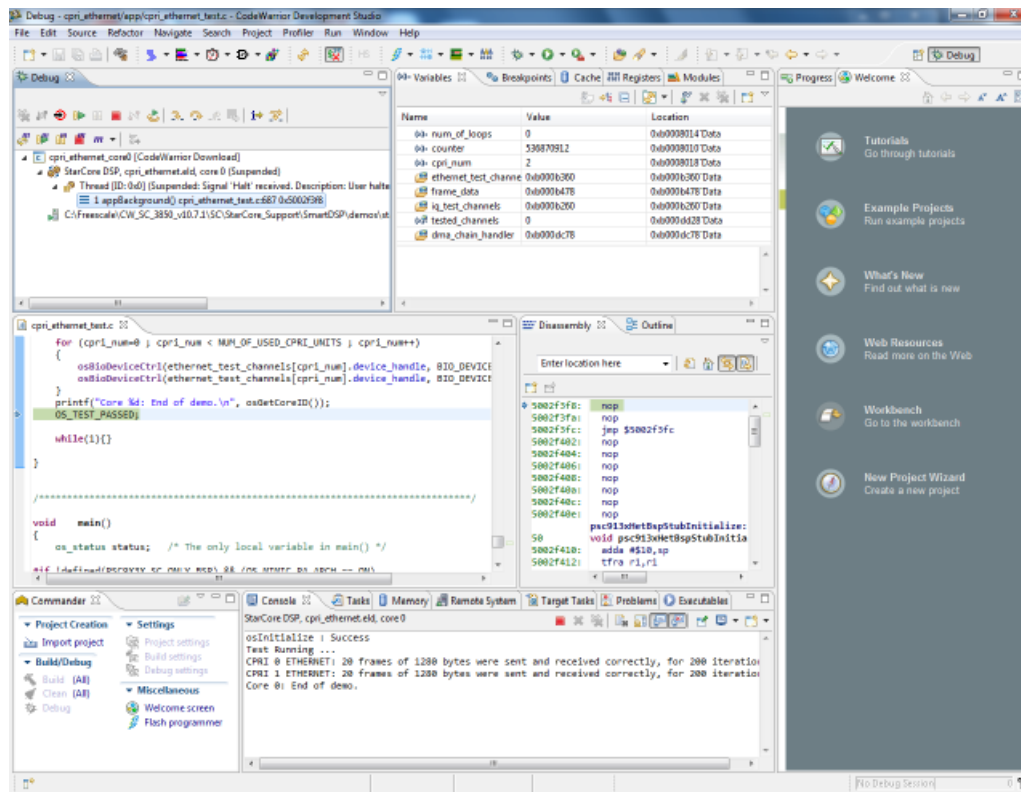 Debug - cpri_ethernet/app/cpri_ethernet_test.c - CodeWarrior Development Studio
File Edit Source Refactor Navigate Search Project Profiler Run Window Help
Debug
Debug
cpri_ethernet_core0 [CodeWarrior Download]
StarCore DSP, cpri_ethernet.eld, core 0 (Suspended)
Thread [ID: 0x0] (Suspended: Signal 'Halt' received. Description: User halte
1 appBackground() cpri_ethernet_test.c:687 0x5002f3f8
C:\Freescale\CW_SC_3850_v10.7.1\SC\StarCore_Support\SmartDSP\demos\st
Variables Breakpoints Cache Registers Modules
Name Value Location
num_of_loops 0 0xb0008014'Data
counter 536870912 0xb0008010'Data
cpri_num 2 0xb0008018'Data
ethernet_test_channe 0xb000b360 0xb000b360'Data
frame_data 0xb000b478 0xb000b478'Data
iq_test_channels 0xb000b260 0xb000b260'Data
tested_channels 0 0xb000dd28'Data
dma_chain_handler 0xb000dc78 0xb000dc78'Data
Progress Welcome
Tutorials
Go through tutorials
Example Projects
Run example projects
What's New
Find out what is new
Web Resources
Read more on the Web
Workbench
Go to the workbench
New Project Wizard
Create a new project
cpri_ethernet_test.c
for (cpri_num=0 ; cpri_num < NUM_OF_USED_CPRI_UNITS ; cpri_num++)
{
osBioDeviceCtrl(ethernet_test_channels[cpri_num].device_handle, BIO_DEVICE
osBioDeviceCtrl(ethernet_test_channels[cpri_num].device_handle, BIO_DEVICE
}
printf("Core %d: End of demo.\n", osGetCoreID());
OS_TEST_PASSED;
while(1){}
}
/***********************************************************************/
void main()
{
os_status status; /* The only local variable in main() */
#if (defined(PSC9X3X_SC_ONLY_BSP) && (OS_MIMIC_PA_ARCH == ON)
Disassembly Outline
Enter location here
5002f3f8: nop
5002f3fa: nop
5002f3fc: jmp $5002f3fc
5002f402: nop
5002f404: nop
5002f406: nop
5002f408: nop
5002f40a: nop
5002f40c: nop
5002f40e: nop
psc913xHetBspStubInitialize:
50 void psc913xHetBspStubInitia
5002f410: adda #$10,sp
5002f412: tfra r1,r1
Commander
Project Creation
Import project
Build/Debug
Build (All)
Clean (All)
Debug
Settings
Project settings
Build settings
Debug settings
Miscellaneous
Welcome screen
Flash programmer
Console Tasks Memory Remote System Target Tasks Problems Executables
StarCore DSP, cpri_ethernet.eld, core 0
osInitialize : Success
Test Running ...
CPRI 0 ETHERNET: 20 frames of 1280 bytes were sent and received correctly, for 200 iteration
CPRI 1 ETHERNET: 20 frames of 1280 bytes were sent and received correctly, for 200 iteration
Core 0: End of demo.
No Debug Session 0